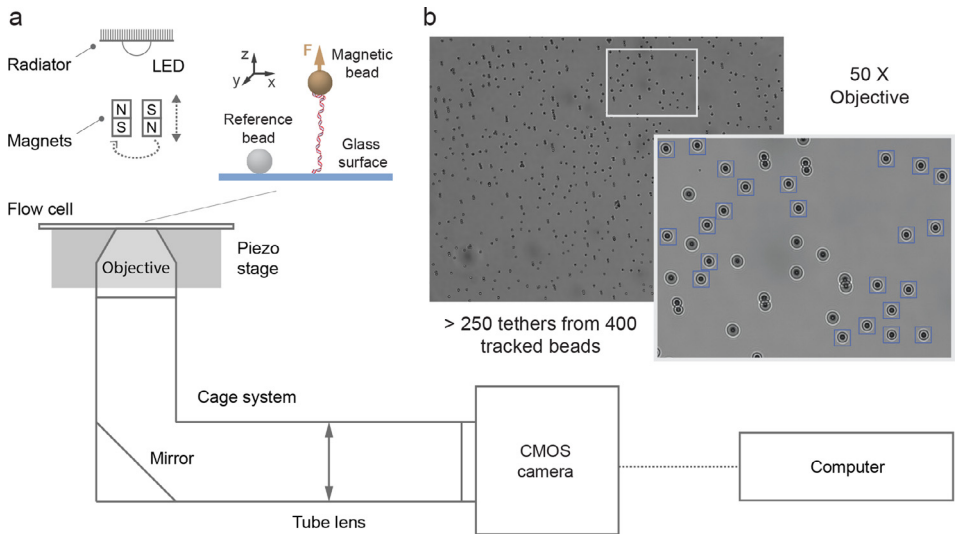 a
Radiator
LED
Magnets
N
S
S
N
z
y
x
F
Magnetic
bead
Reference
bead
Glass
surface
Flow cell
Objective
Piezo
stage
Cage system
Mirror
Tube lens
CMOS
camera
Computer
b
50 X
Objective
> 250 tethers from 400
tracked beads